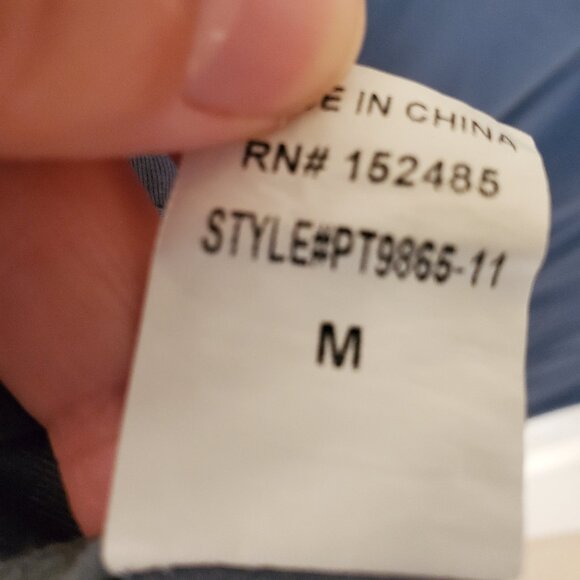 E IN CHINA
RN# 152485
STYLE#PT9865-11
M